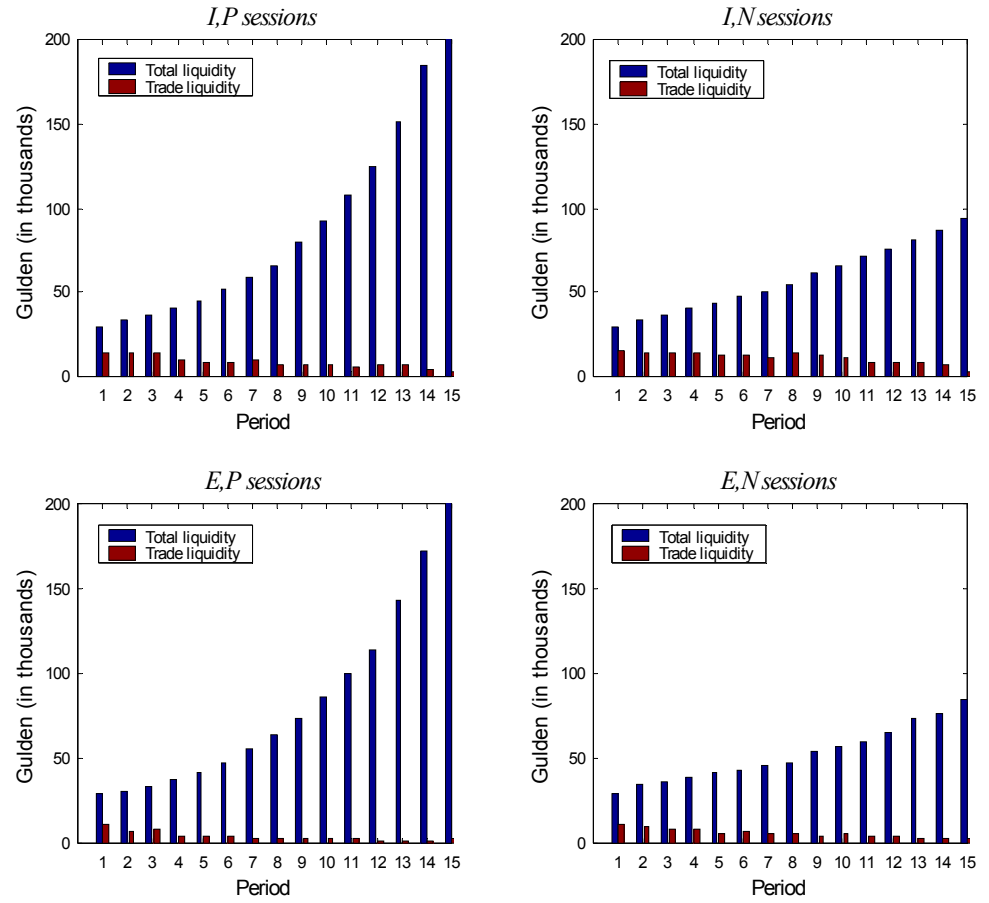 I,P sessions
200
150
100
50
0
Gulden (in thousands)
Total liquidity
Trade liquidity
1 2 3 4 5 6 7 8 9 10 11 12 13 14 15
Period
I,N sessions
200
150
100
50
0
Gulden (in thousands)
Total liquidity
Trade liquidity
1 2 3 4 5 6 7 8 9 10 11 12 13 14 15
Period
E,P sessions
200
150
100
50
0
Gulden (in thousands)
Total liquidity
Trade liquidity
1 2 3 4 5 6 7 8 9 10 11 12 13 14 15
Period
E,N sessions
200
150
100
50
0
Gulden (in thousands)
Total liquidity
Trade liquidity
1 2 3 4 5 6 7 8 9 10 11 12 13 14 15
Period